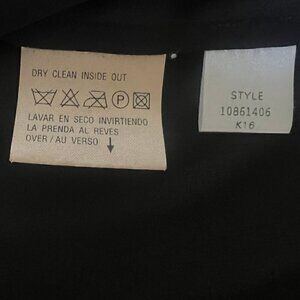 DRY CLEAN INSIDE OUT
P
LAVAR EN SECO INVIRTIENDO
LA PRENDA AL REVES
OVER/AU VERSO ↓
STYLE
10861406
K16